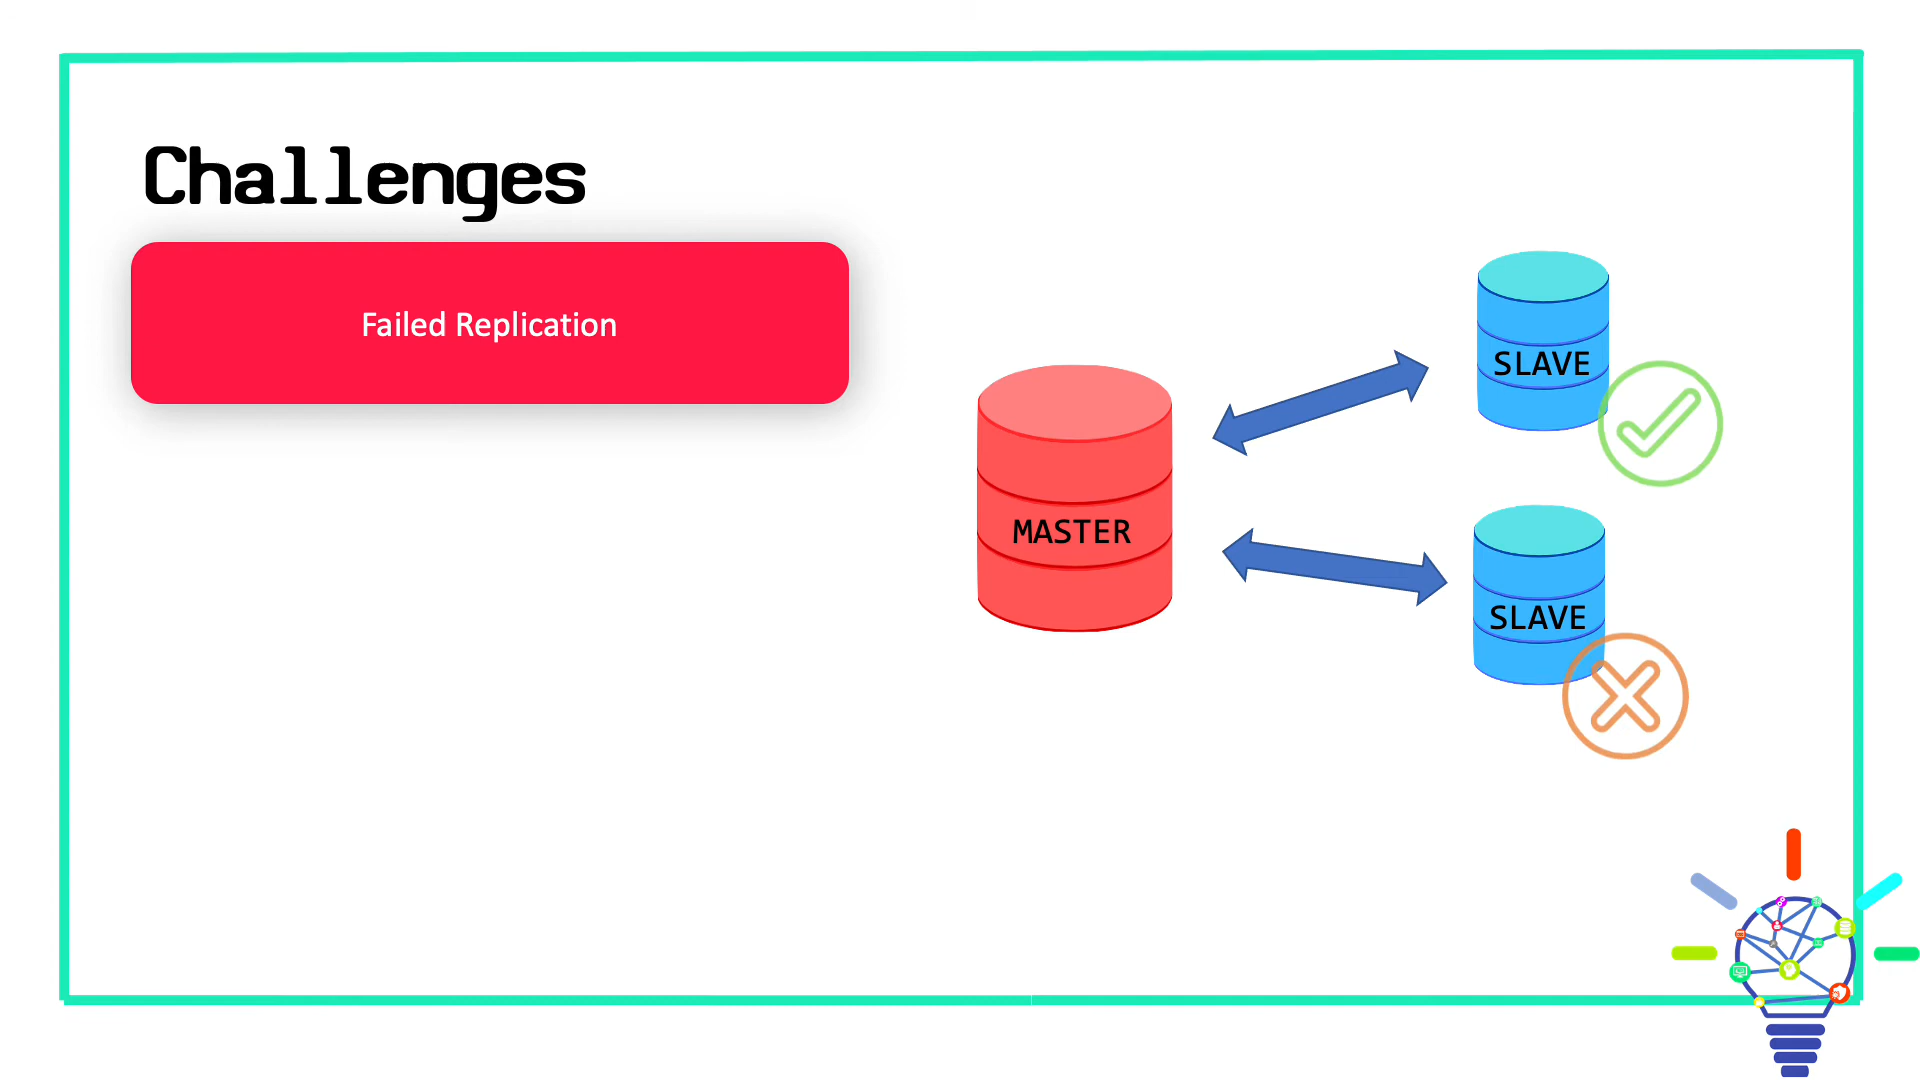 Challenges
Failed Replication
SLAVE
MASTER
SLAVE